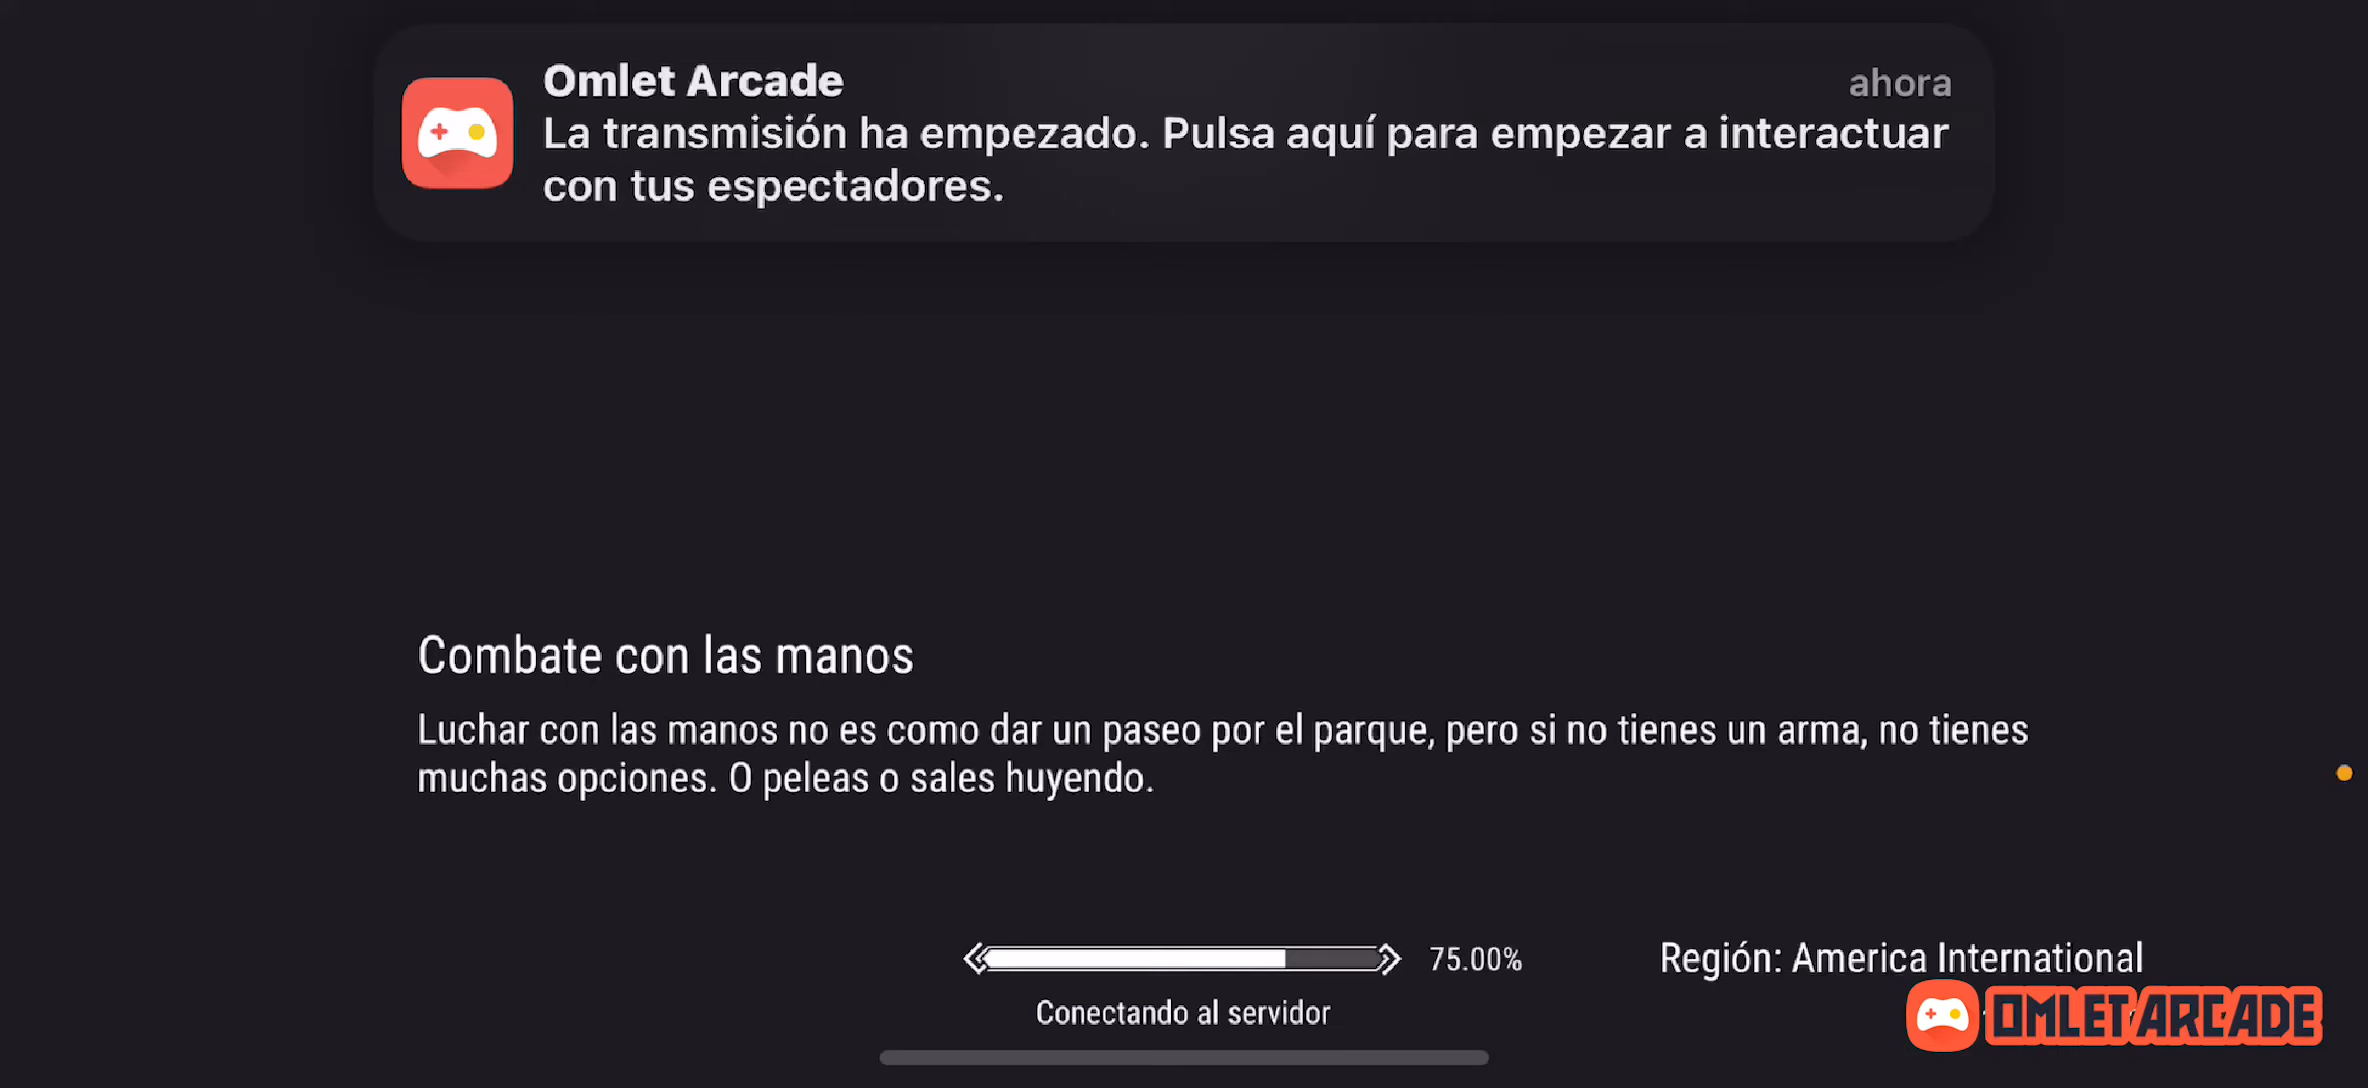 Omlet Arcade
ahora
La transmisión ha empezado. Pulsa aquí para empezar a interactuar
con tus espectadores.
Combate con las manos
Luchar con las manos no es como dar un paseo por el parque, pero si no tienes un arma, no tienes
muchas opciones. O peleas o sales huyendo.
75.00%
Región: America International
Conectando al servidor
OMLET ARCADE